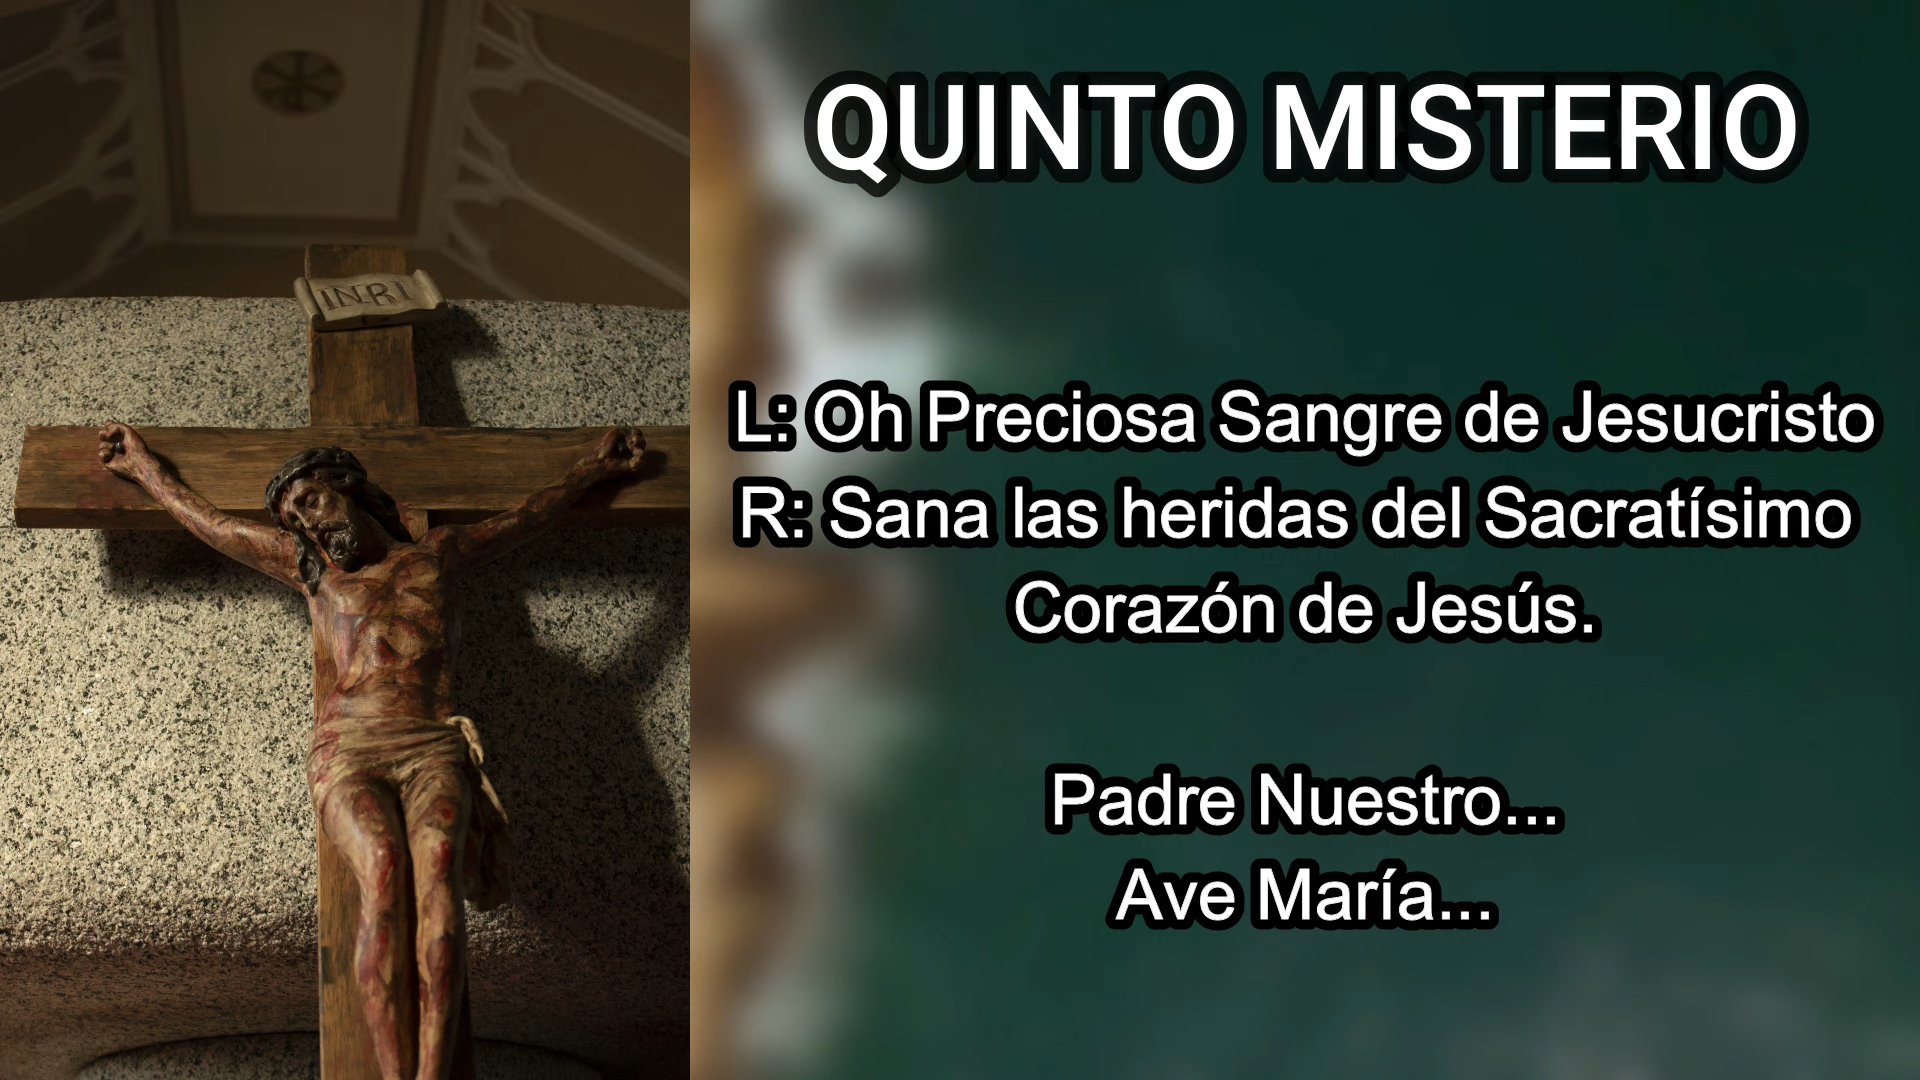 INRI
QUINTO MISTERIO
L: Oh Preciosa Sangre de Jesucristo
R: Sana las heridas del Sacratísimo
Corazón de Jesús.
Padre Nuestro...
Ave María...